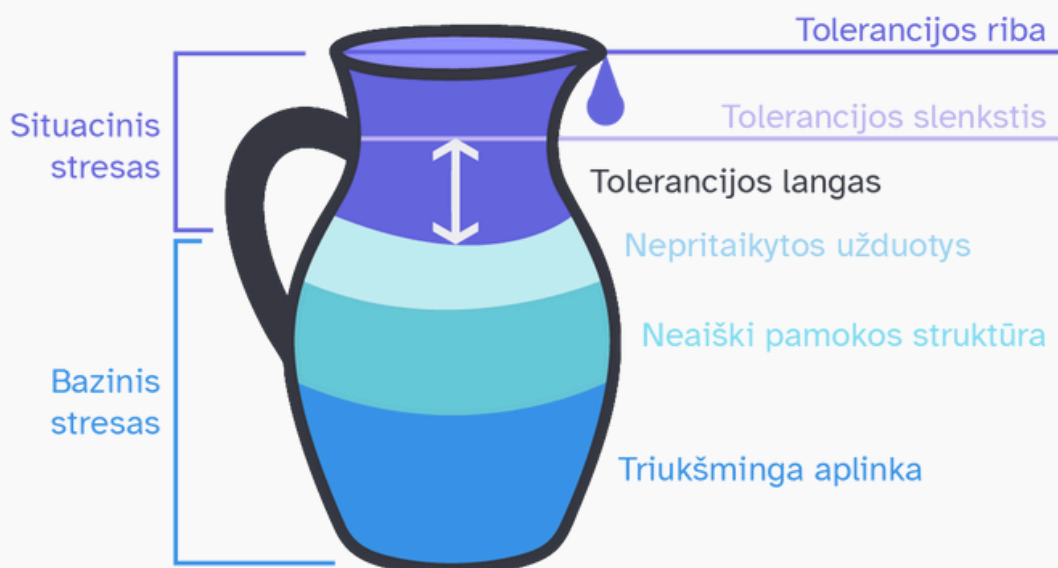 Tolerancijos riba
Tolerancijos slenkstis
Situacinis
stresas
Tolerancijos langas
Nepritaikytos užduotys
Neaiški pamokos struktūra
Bazinis
stresas
Triukšminga aplinka